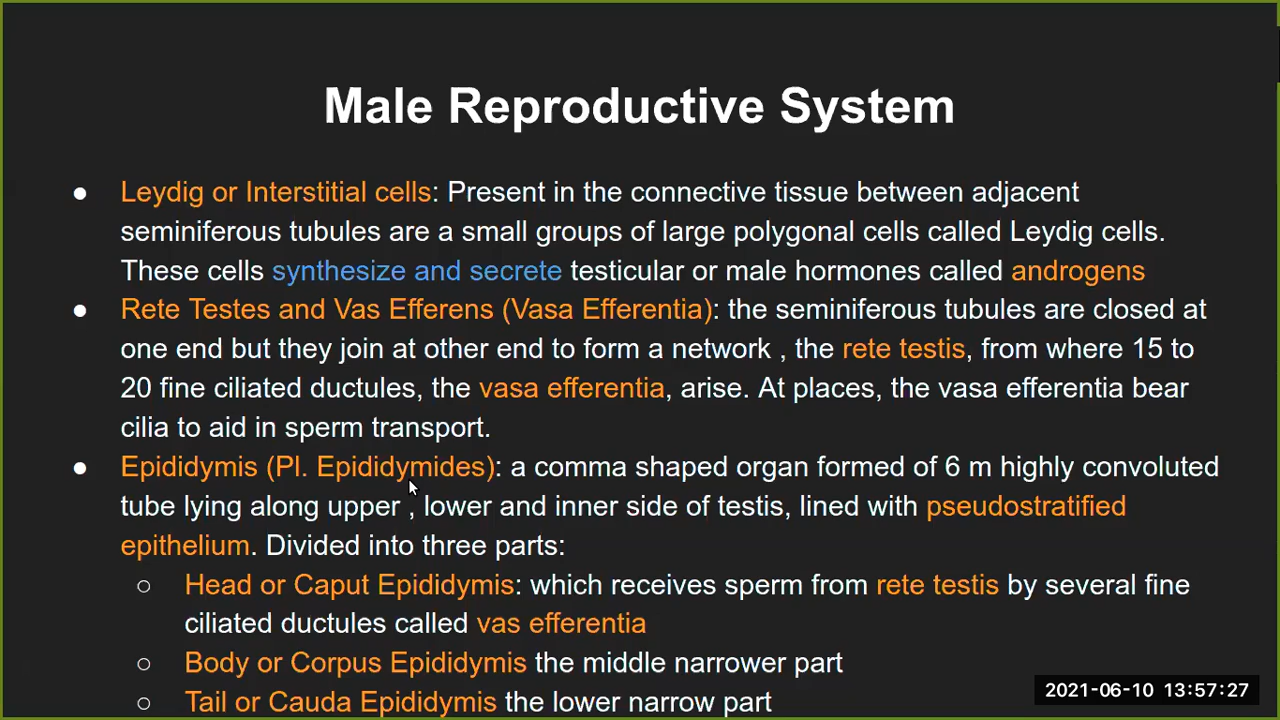 Male Reproductive System
● Leydig or Interstitial cells: Present in the connective tissue between adjacent
seminiferous tubules are a small groups of large polygonal cells called Leydig cells.
These cells synthesize and secrete testicular or male hormones called androgens
● Rete Testes and Vas Efferens (Vasa Efferentia): the seminiferous tubules are closed at
one end but they join at other end to form a network , the rete testis, from where 15 to
20 fine ciliated ductules, the vasa efferentia, arise. At places, the vasa efferentia bear
cilia to aid in sperm transport.
● Epididymis (Pl. Epididymides): a comma shaped organ formed of 6 m highly convoluted
tube lying along upper , lower and inner side of testis, lined with pseudostratified
epithelium. Divided into three parts:
○ Head or Caput Epididymis: which receives sperm from rete testis by several fine
ciliated ductules called vas efferentia
○ Body or Corpus Epididymis the middle narrower part
○ Tail or Cauda Epididymis the lower narrow part
2021-06-10 13:57:27